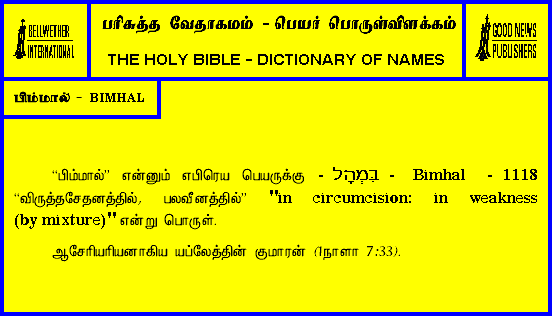 BELLWETHER
INTERNATIONAL
பரிசுத்த வேதாகமம் - பெயர் பொருள்விளக்கம்
THE HOLY BIBLE - DICTIONARY OF NAMES
GOOD NEWS
PUBLISHERS
பிம்மால் - BIMHAL
“பிம்மால்” என்னும் எபிரெய பெயருக்கு - בִּמְהָל - Bimhal - 1118
“விருத்தசேதனத்தில், பலவீனத்தில்” "in circumcision: in weakness
(by mixture)" என்று பொருள்.
ஆசேரியரியனாகிய யப்லேத்தின் குமாரன் (1நாளா 7:33).